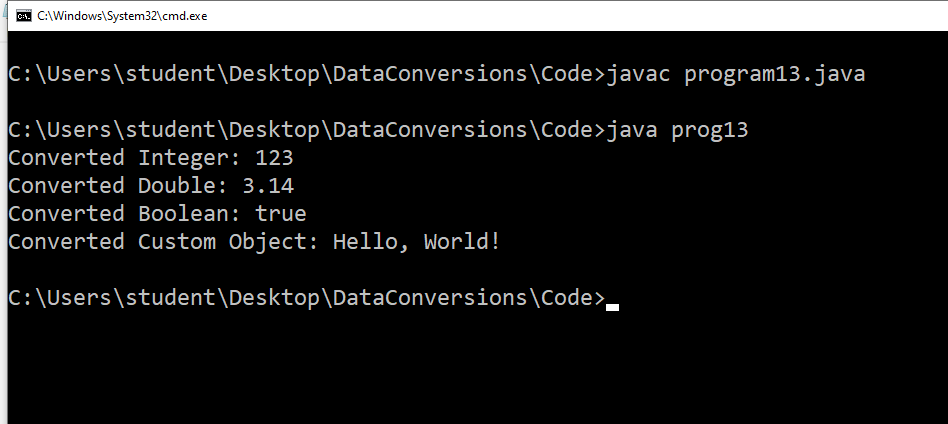 C:\Windows\System32\cmd.exe
C:\Users\student\Desktop\DataConversions\Code>javac program13.java
C:\Users\student\Desktop\DataConversions\Code>java prog13
Converted Integer: 123
Converted Double: 3.14
Converted Boolean: true
Converted Custom Object: Hello, World!
C:\Users\student\Desktop\DataConversions\Code>